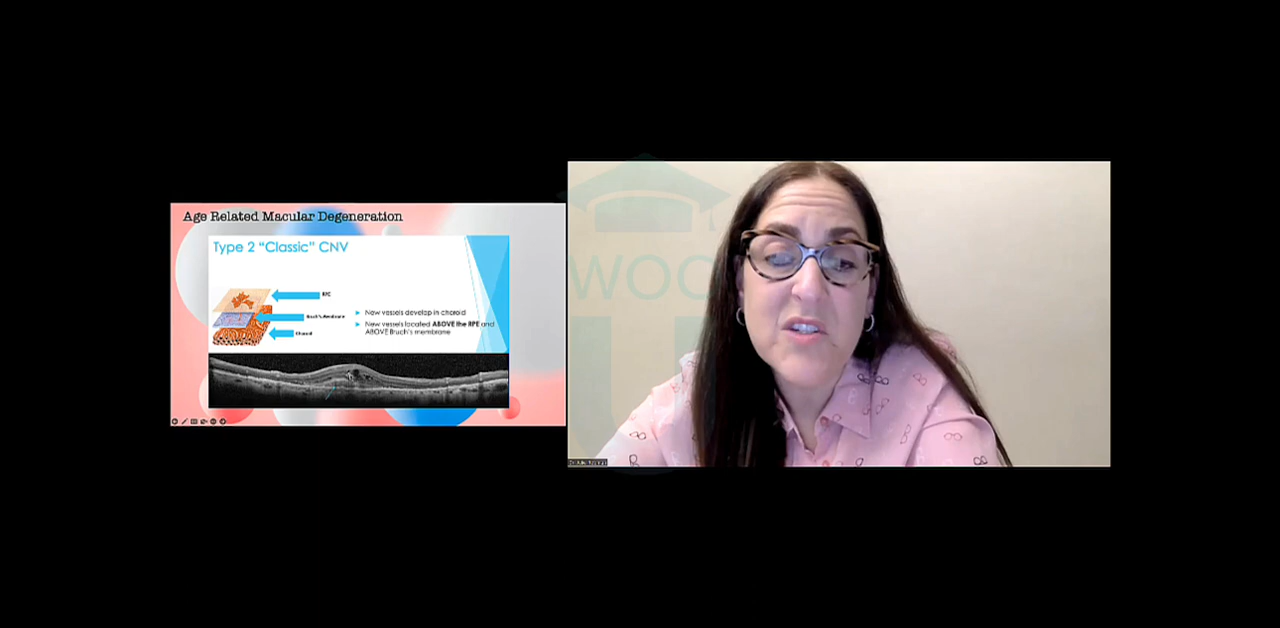 Age Related Macular Degeneration
Type 2 “Classic” CNV
RPE
Bruch's Membrane
Choroid
➤ New vessels develop in choroid
➤ New vessels located ABOVE the RPE and
ABOVE Bruch's membrane
WOC